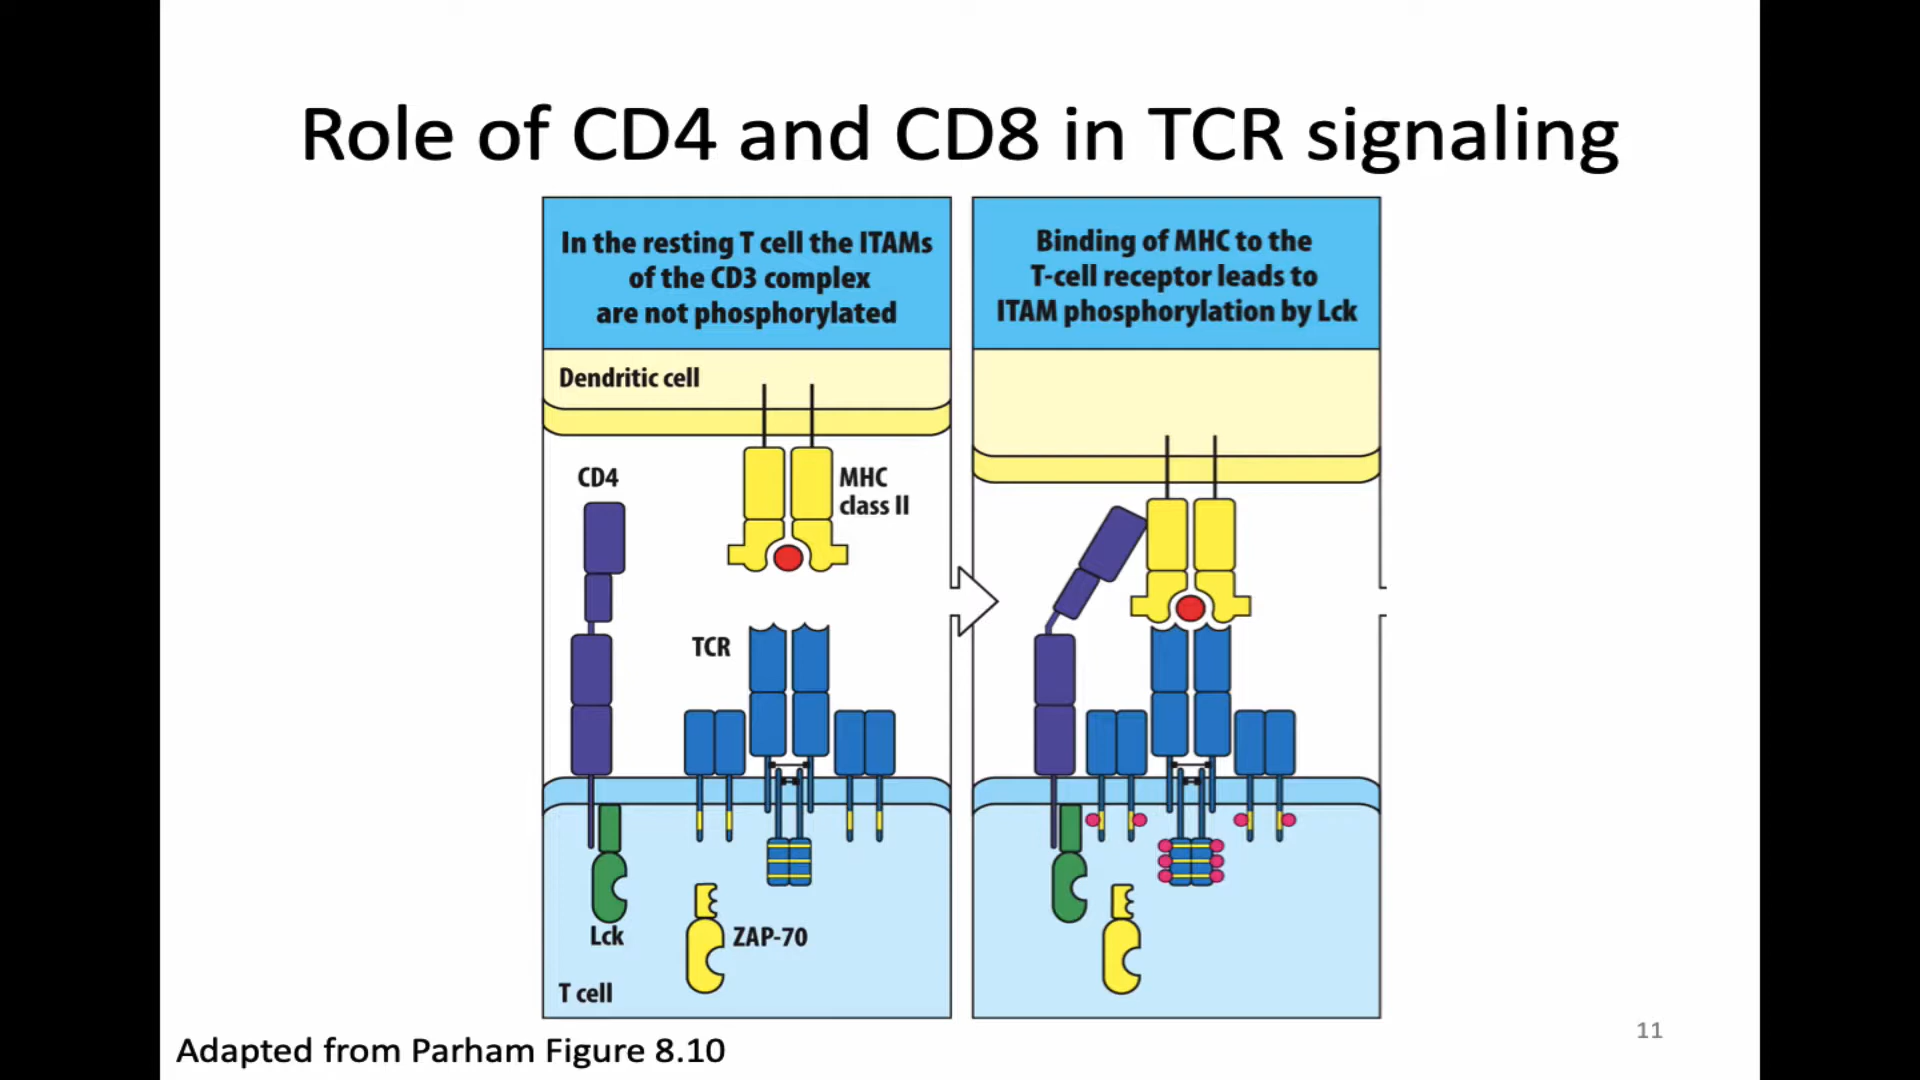 Role of CD4 and CD8 in TCR signaling
In the resting T cell the ITAMs
of the CD3 complex
are not phosphorylated
Binding of MHC to the
T-cell receptor leads to
ITAM phosphorylation by Lck
Dendritic cell
CD4
MHC
class II
TCR
Lck
ZAP-70
T cell
11
Adapted from Parham Figure 8.10